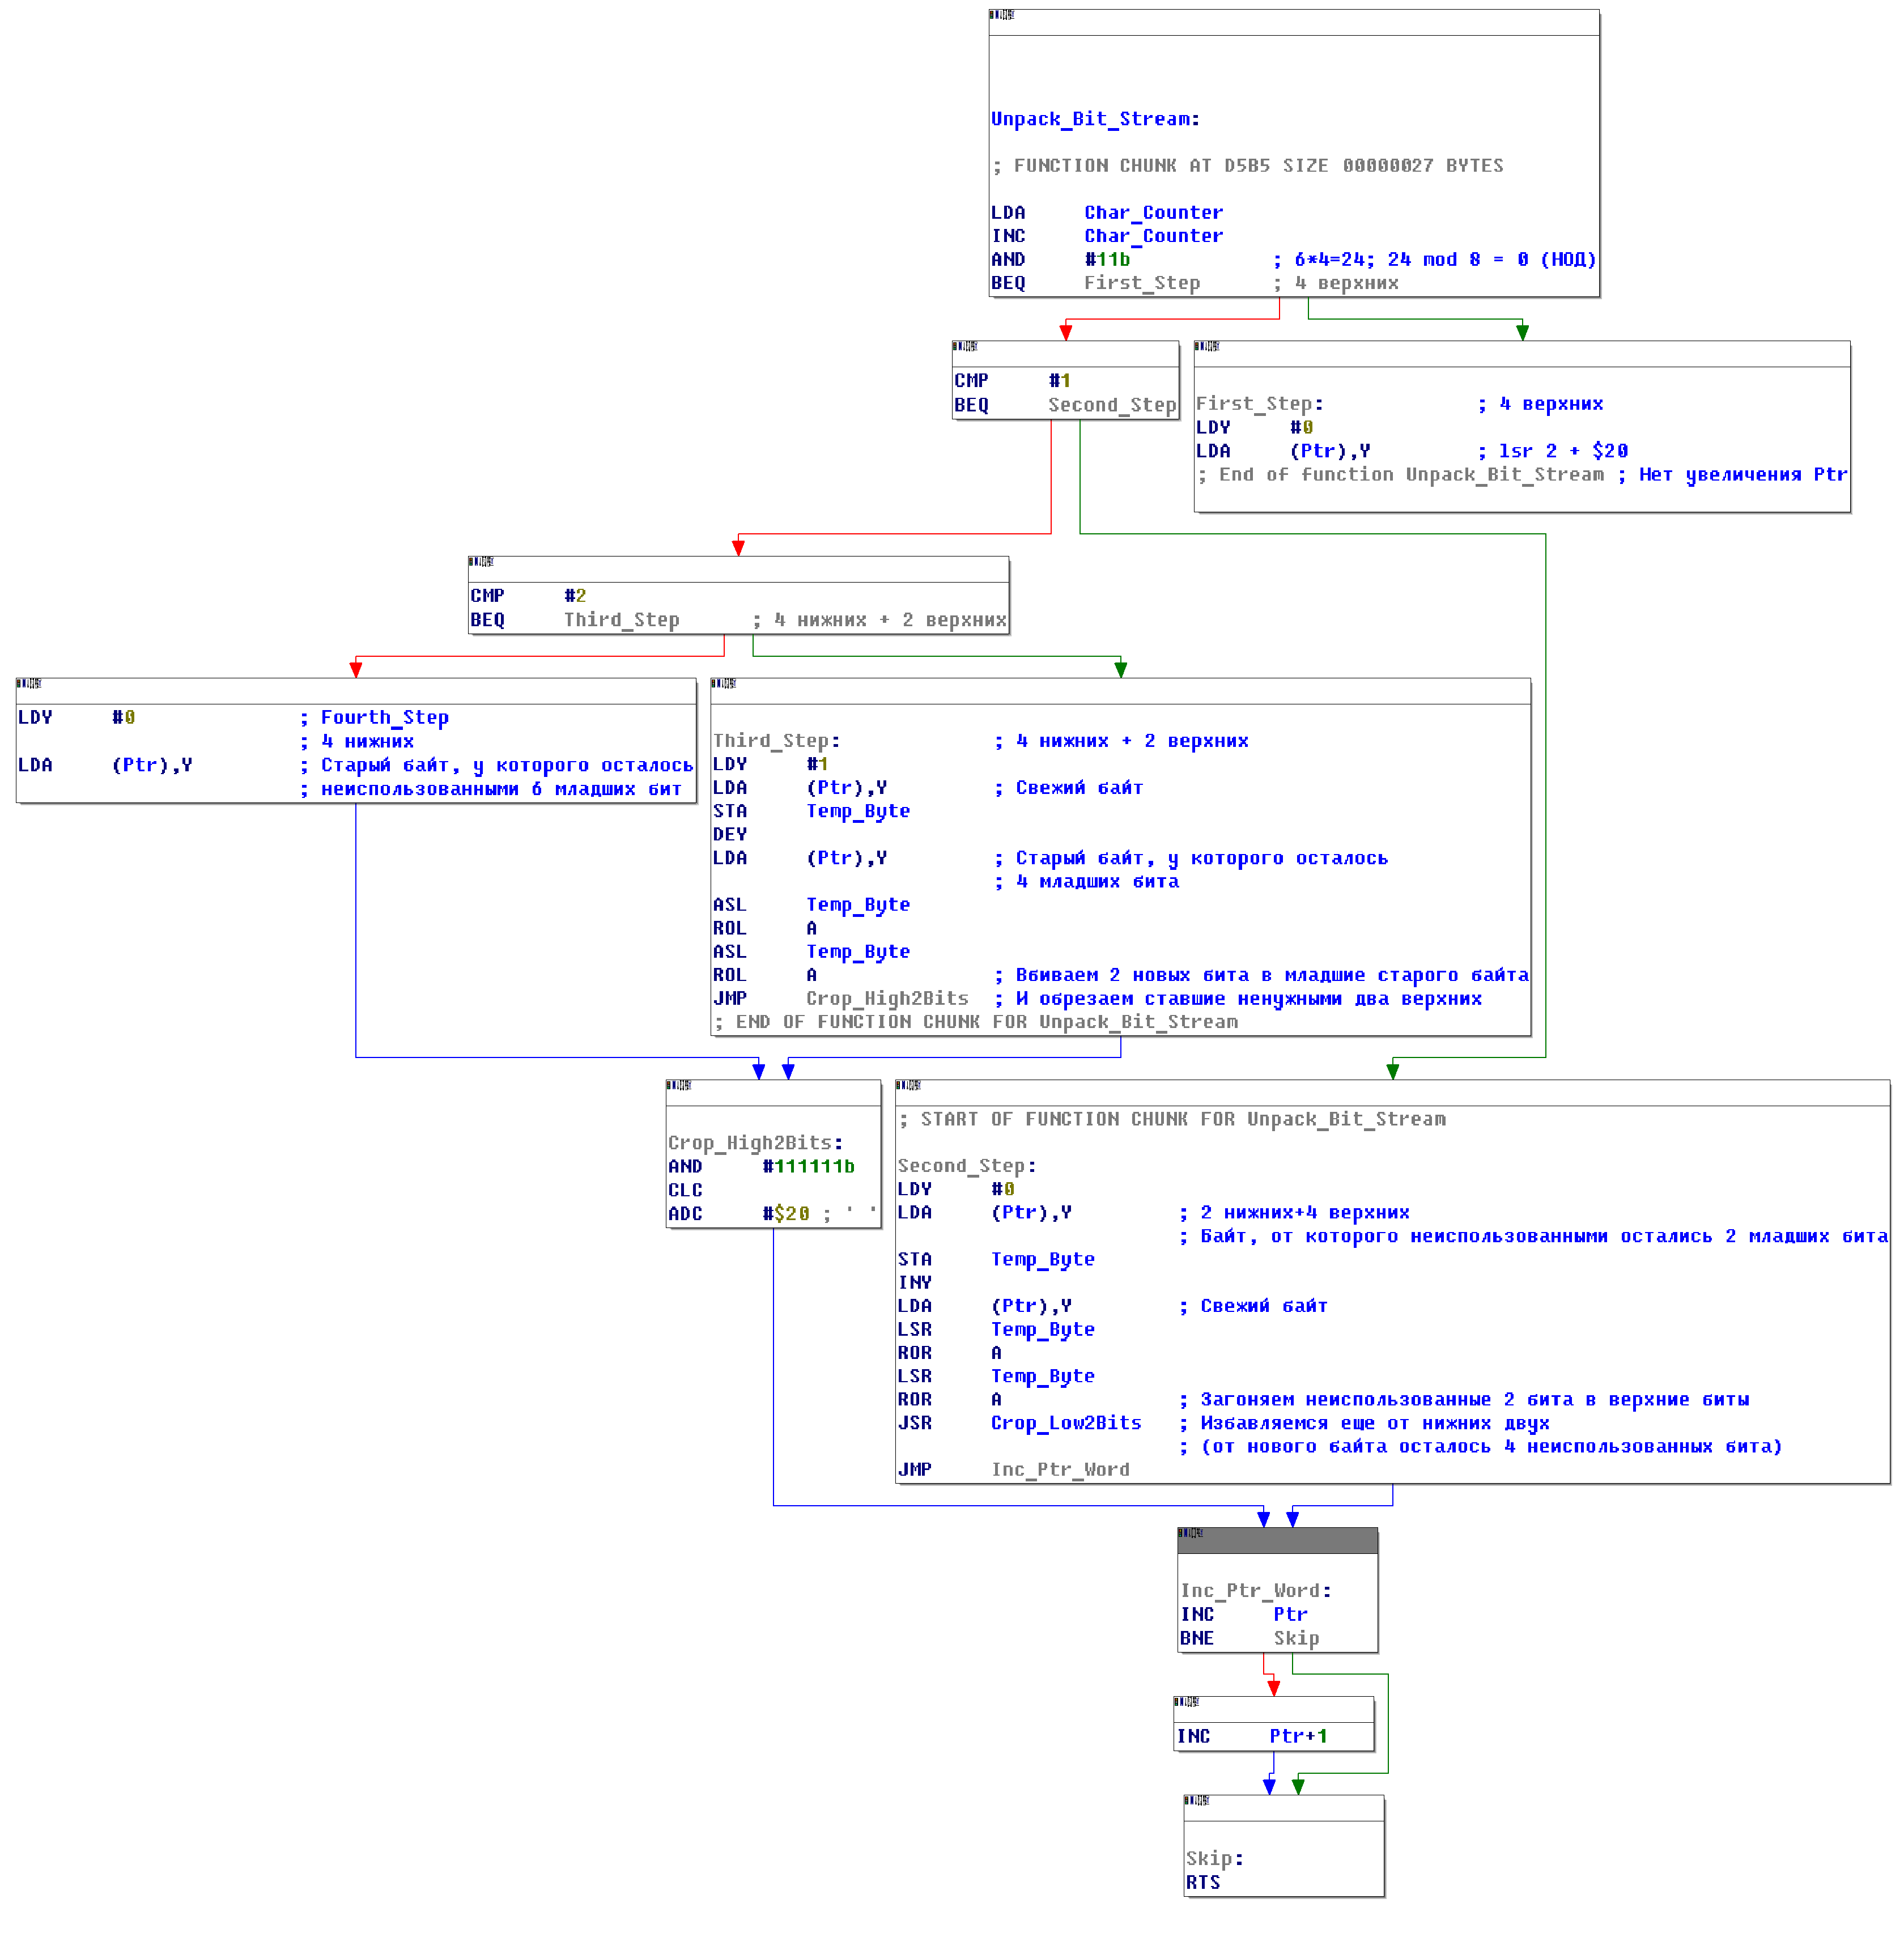 Unpack_Bit_Stream:
; FUNCTION CHUNK AT D5B5 SIZE 00000027 BYTES
LDA Char_Counter
INC Char_Counter
AND #11b ; 6*4=24; 24 mod 8 = 0 (НОД)
BEQ First_Step ; 4 верхних
CMP #1
BEQ Second_Step
First_Step: ; 4 верхних
LDY #0
LDA (Ptr),Y ; lsr 2 + $20
; End of function Unpack_Bit_Stream ; Нет увеличения Ptr
CMP #2
BEQ Third_Step ; 4 нижних + 2 верхних
LDY #0 ; Fourth_Step
; 4 нижних
LDA (Ptr),Y ; Старый байт, у которого осталось
; неиспользованными 6 младших бит
Third_Step: ; 4 нижних + 2 верхних
LDY #1
LDA (Ptr),Y ; Свежий байт
STA Temp_Byte
DEY
LDA (Ptr),Y ; Старый байт, у которого осталось
; 4 младших бита
ASL Temp_Byte
ROL A
ASL Temp_Byte
ROL A ; Вбиваем 2 новых бита в младшие старого байта
JMP Crop_High2Bits ; И обрезаем ставшие ненужными два верхних
; END OF FUNCTION CHUNK FOR Unpack_Bit_Stream
Crop_High2Bits:
AND #111111b
CLC
ADC #$20 ; ' '
; START OF FUNCTION CHUNK FOR Unpack_Bit_Stream
Second_Step:
LDY #0
LDA (Ptr),Y ; 2 нижних+4 верхних
; Байт, от которого неиспользованными остались 2 младших бита
STA Temp_Byte
INY
LDA (Ptr),Y ; Свежий байт
LSR Temp_Byte
ROR A
LSR Temp_Byte
ROR A ; Загоняем неиспользованные 2 бита в верхние биты
JSR Crop_Low2Bits ; Избавляемся еще от нижних двух
; (от нового байта осталось 4 неиспользованных бита)
JMP Inc_Ptr_Word
Inc_Ptr_Word:
INC Ptr
BNE Skip
INC Ptr+1
Skip:
RTS